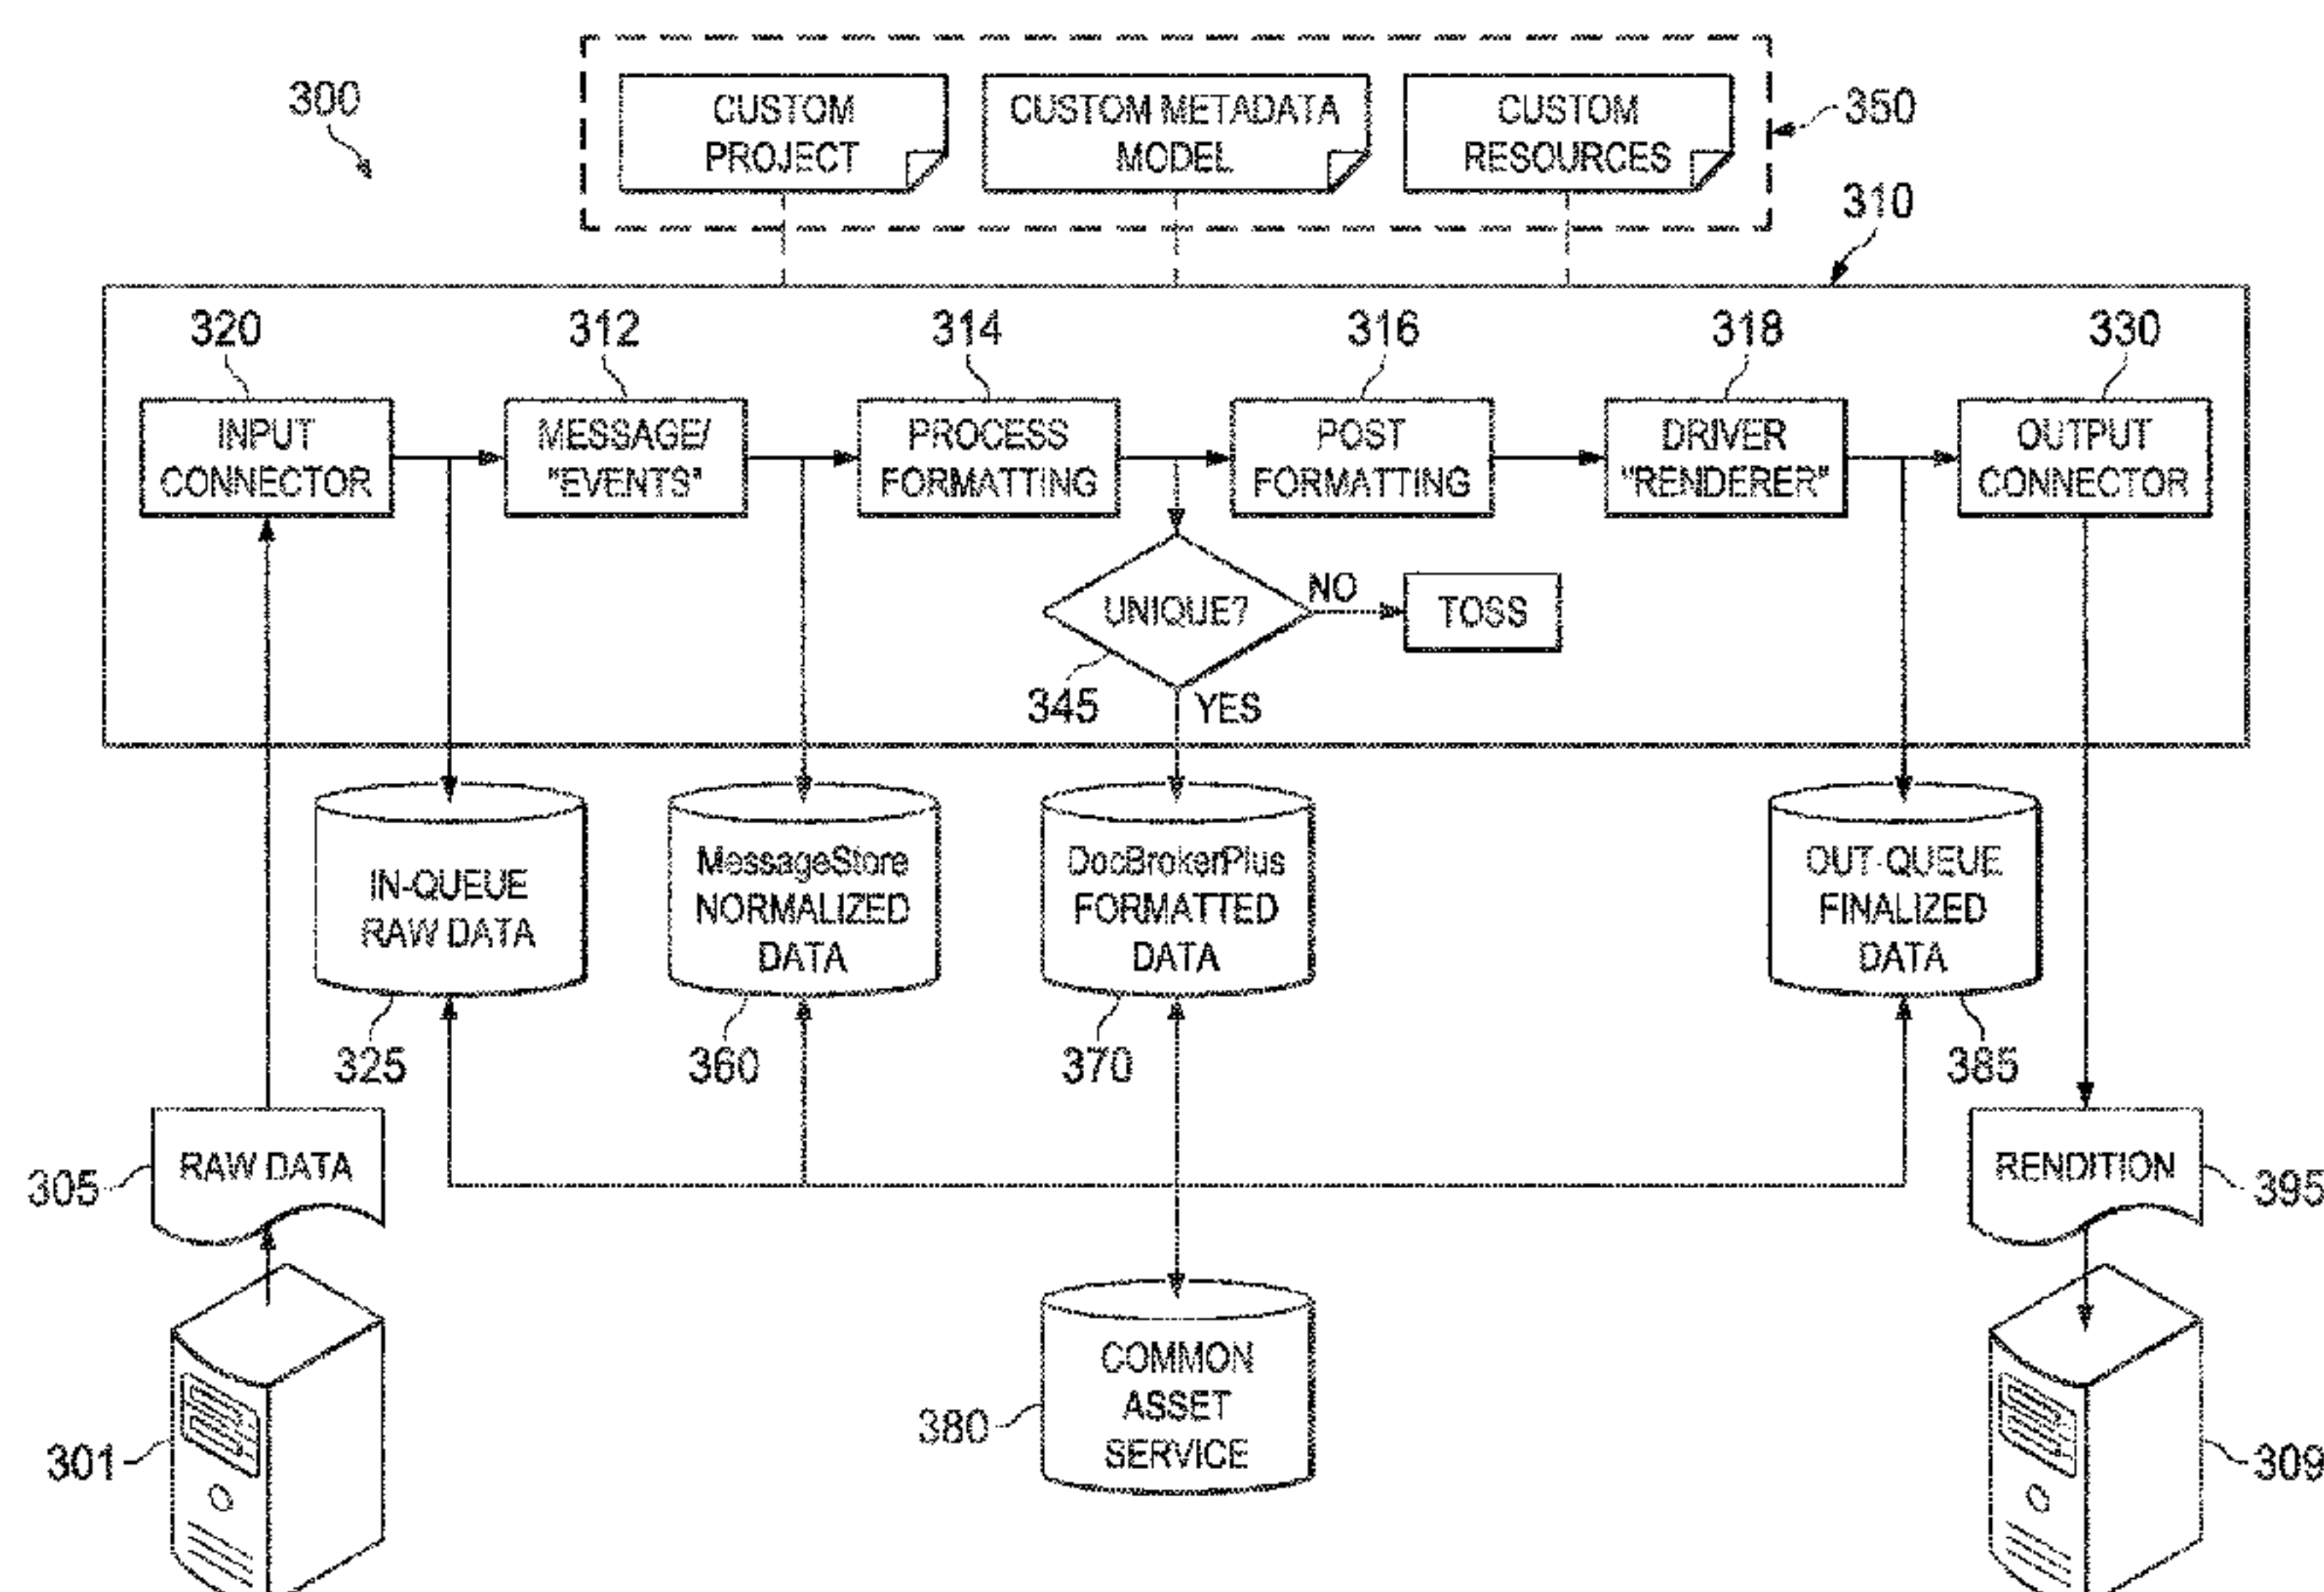 300
CUSTOM
PROJECT
CUSTOM METADATA
MODEL
CUSTOM
RESOURCES
350
310
320
312
314
316
318
330
INPUT
CONNECTOR
MESSAGE/
"EVENTS"
PROCESS
FORMATTING
POST
FORMATTING
DRIVER
"RENDERER"
OUTPUT
CONNECTOR
UNIQUE?
NO
TOSS
345
YES
IN-QUEUE
RAW DATA
MessageStore
NORMALIZED
DATA
DocBrokerPlus
FORMATTED
DATA
OUT-QUEUE
FINALIZED
DATA
325
360
370
385
305
RAW DATA
RENDITION
395
301
380
COMMON
ASSET
SERVICE
309